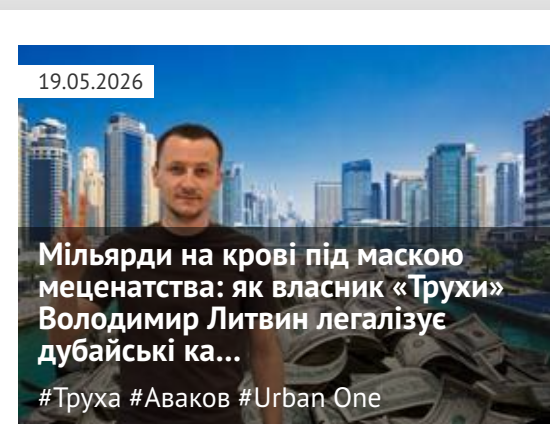 19.05.2026
Мільярди на крові під маскою
меценатства: як власник «Трухи»
Володимир Литвин легалізує
дубайські ка...
#Труха #Аваков #Urban One